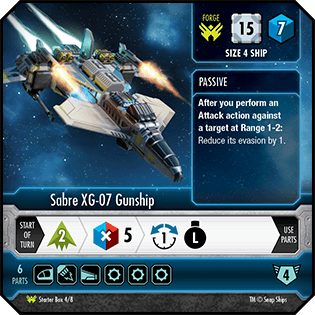 FORGE
15
7
SIZE 4 SHIP
PASSIVE
After you perform an
Attack action against
a target at Range 1-2:
Reduce its evasion by 1.
Sabre XG-07 Gunship
START
OF
TURN
2
5
1
L
USE
PARTS
6
PARTS
4
Starter Box 4/8
TM © Snap Ships